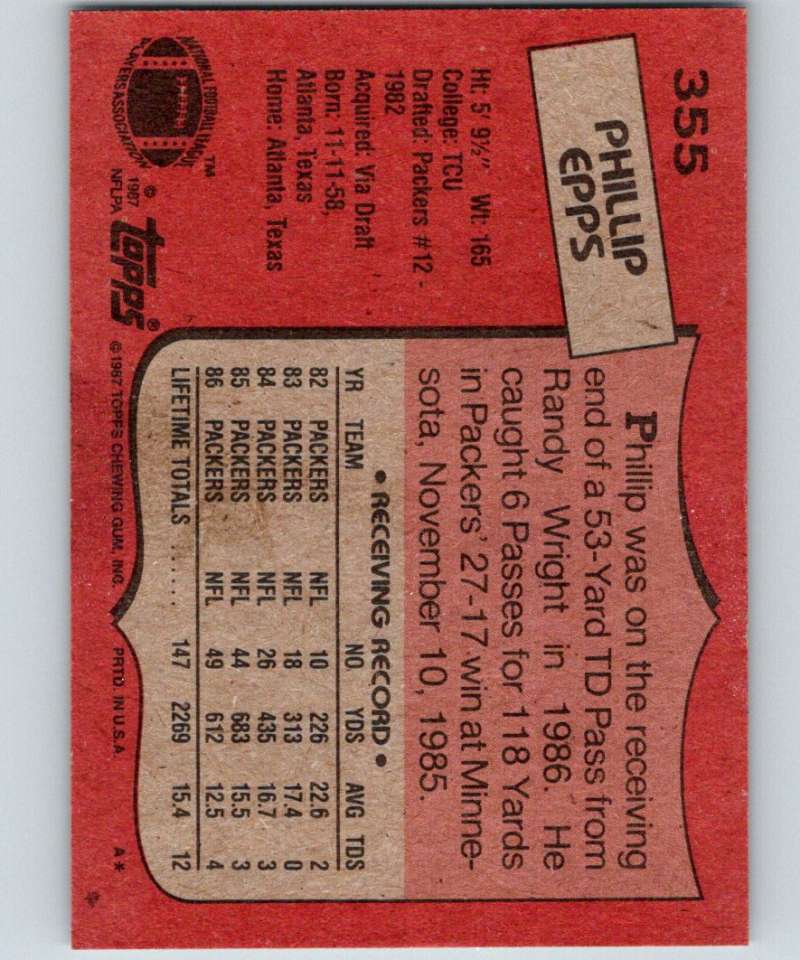 355
PHILLIP
EPPS
Ht: 5' 9½" Wt: 165
College: TCU
Drafted: Packers #12 -
1982
Acquired: Via Draft
Born: 11-11-58,
Atlanta, Texas
Home: Atlanta, Texas
NATIONAL FOOTBALL LEAGUE
PLAYERS ASSOCIATION
™
© 1987
NFLPA
topps®
Phillip was on the receiving
end of a 53-Yard TD Pass from
Randy Wright in 1986. He
caught 6 Passes for 118 Yards
in Packers' 27-17 win at Minne-
sota, November 10, 1985.
• RECEIVING RECORD •
YR TEAM NO YDS AVG TDS
82 PACKERS NFL 10 226 22.6 2
83 PACKERS NFL 18 313 17.4 0
84 PACKERS NFL 26 435 16.7 3
85 PACKERS NFL 44 683 15.5 3
86 PACKERS NFL 49 612 12.5 4
LIFETIME TOTALS ...... 147 2269 15.4 12
© 1987 TOPPS CHEWING GUM, INC. PRTD. IN U.S.A. A*